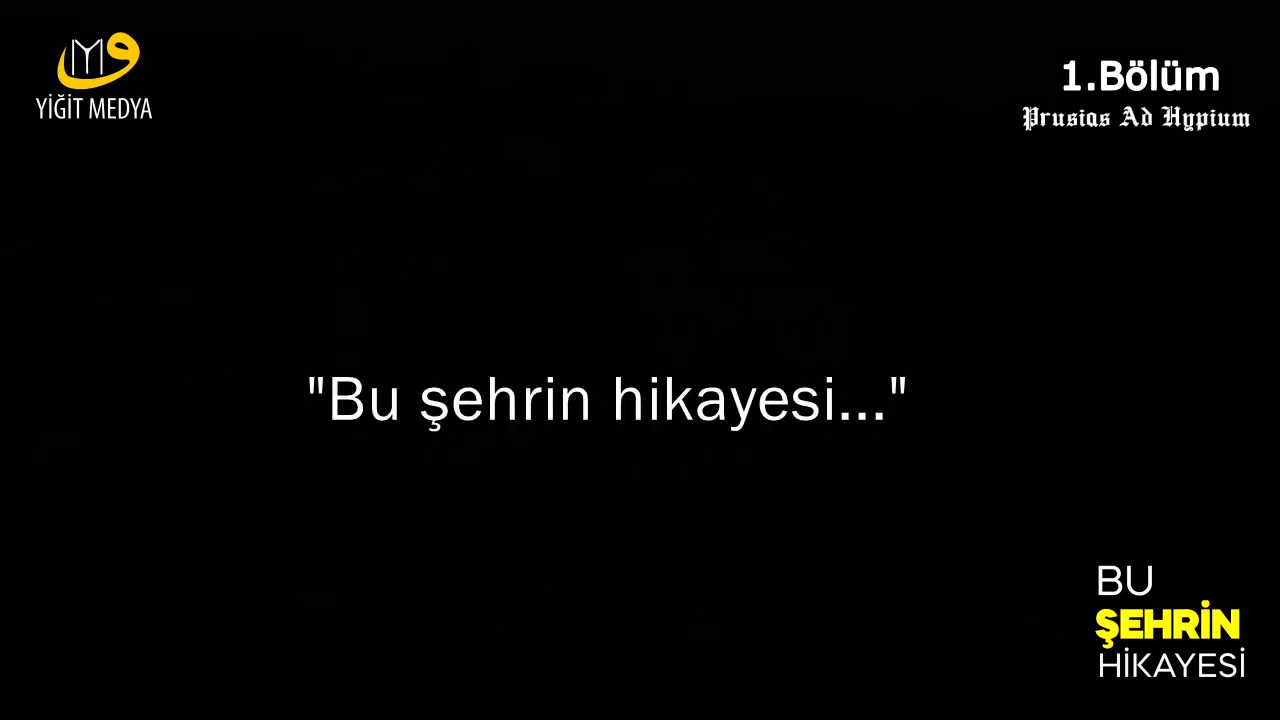 YİĞİT MEDYA
1.Bölüm
Prusias Ad Hypium
"Bu şehrin hikayesi..."
BU
ŞEHRİN
HİKAYESİ